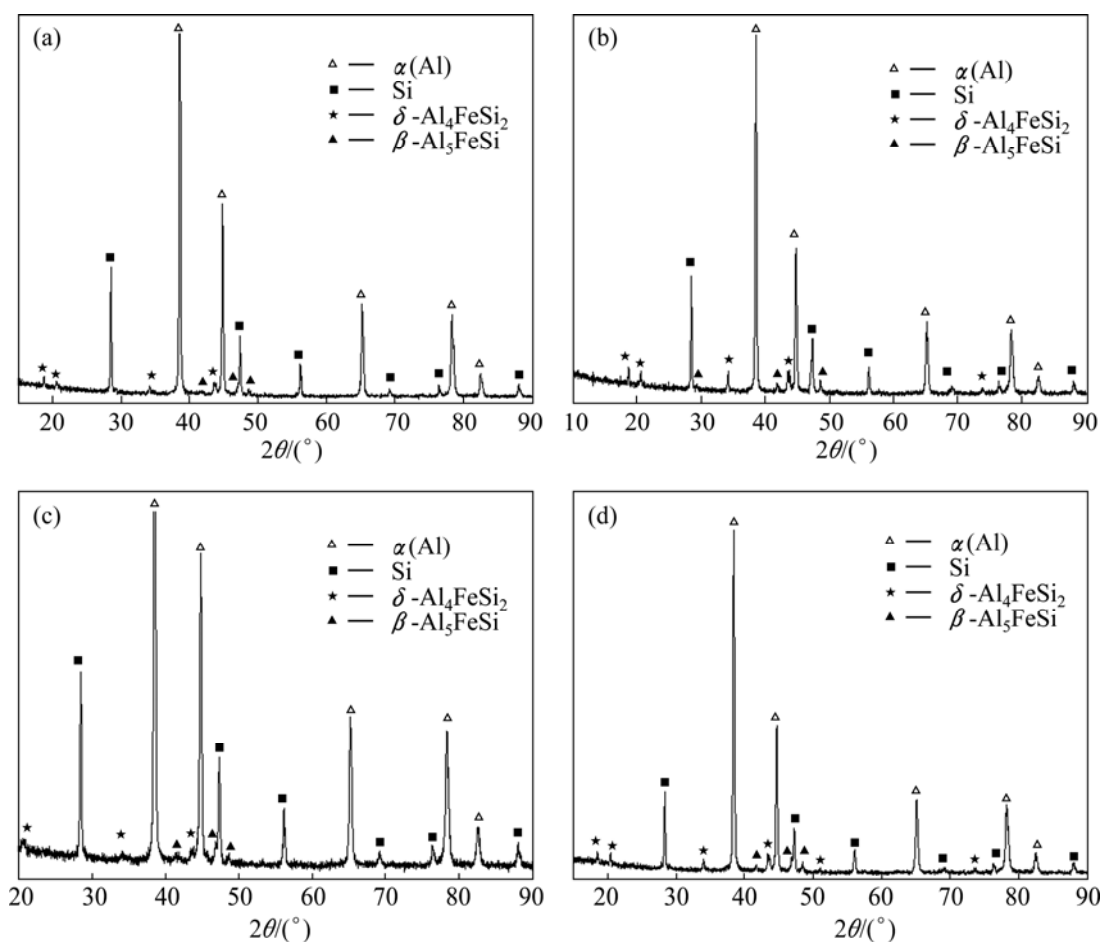 (a)
△ — α(Al)
■ — Si
★ — δ-Al₄FeSi₂
▲ — β-Al₅FeSi
20 30 40 50 60 70 80 90
2θ/(°)
(b)
△ — α(Al)
■ — Si
★ — δ-Al₄FeSi₂
▲ — β-Al₅FeSi
10 20 30 40 50 60 70 80 90
2θ/(°)
(c)
△ — α(Al)
■ — Si
★ — δ-Al₄FeSi₂
▲ — β-Al₅FeSi
20 30 40 50 60 70 80 90
2θ/(°)
(d)
△ — α(Al)
■ — Si
★ — δ-Al₄FeSi₂
▲ — β-Al₅FeSi
20 30 40 50 60 70 80 90
2θ/(°)